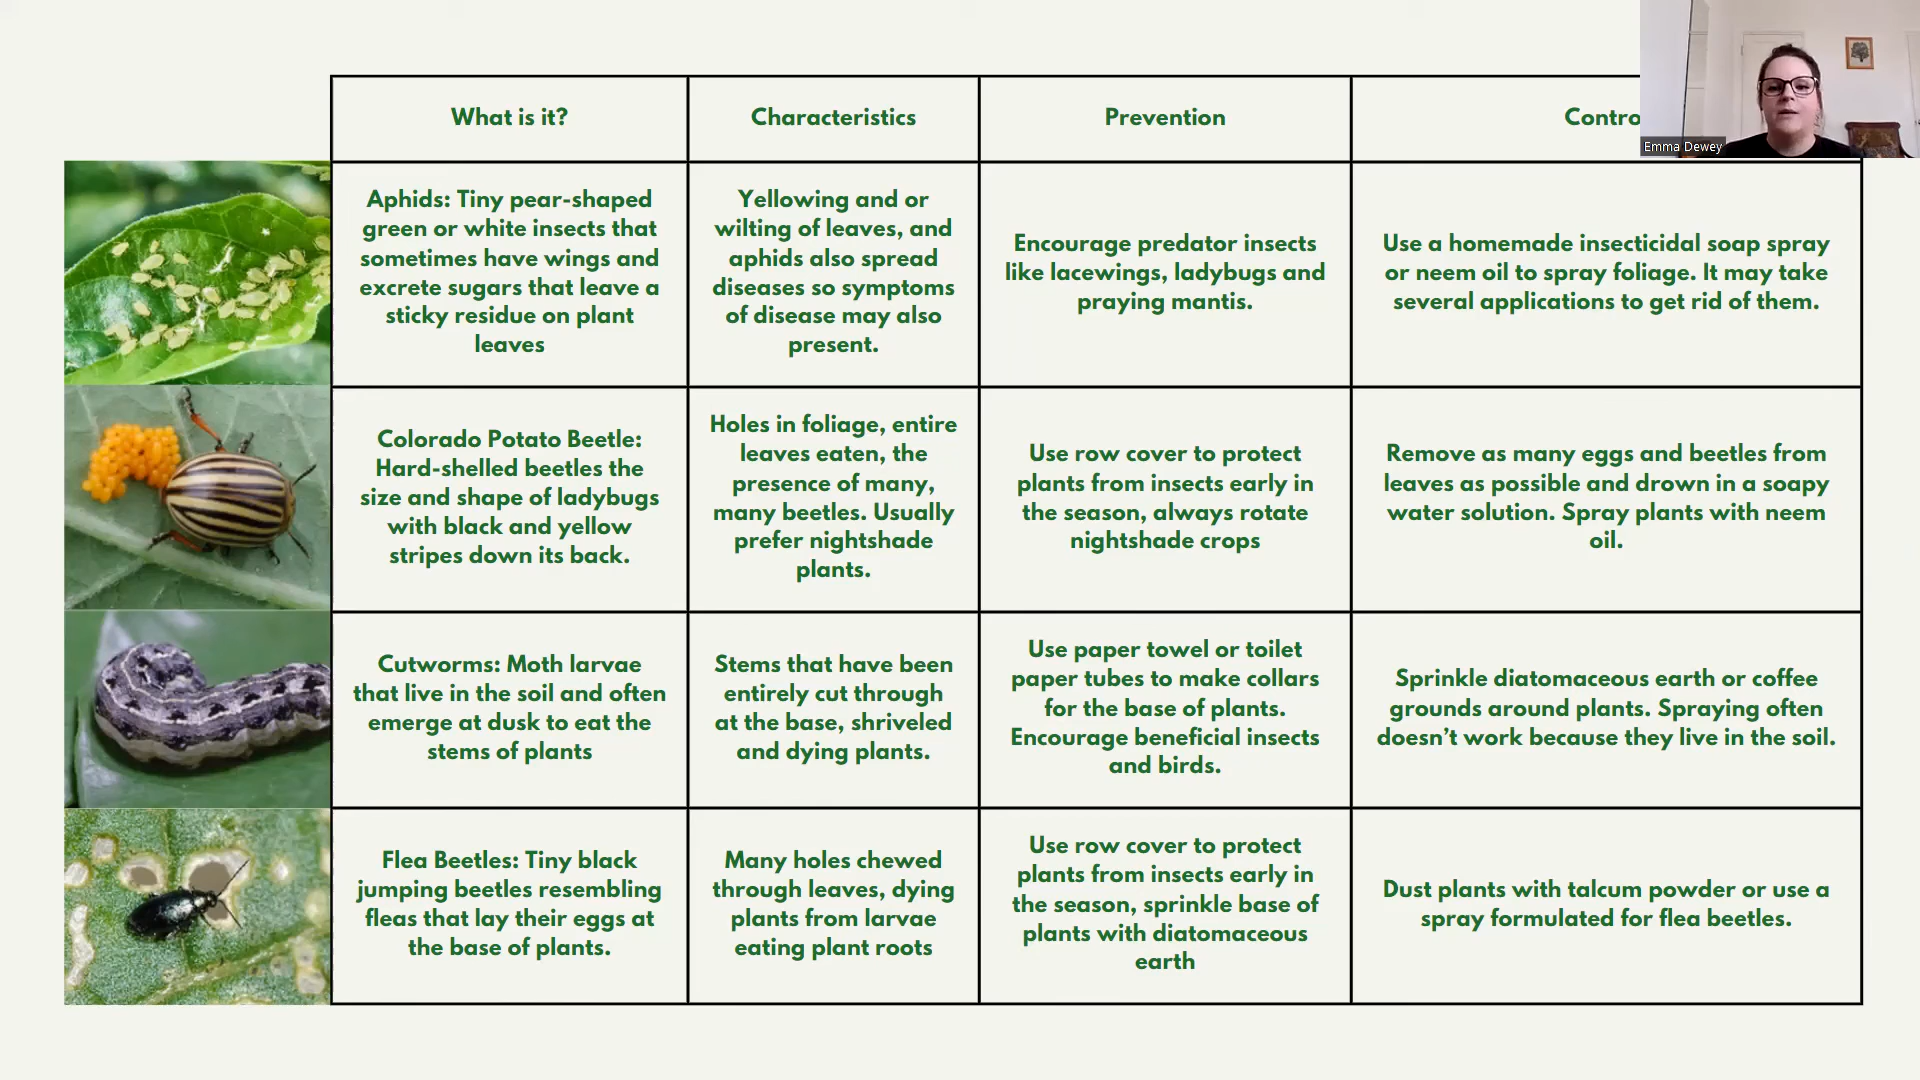 What is it?
Characteristics
Prevention
Contro
Emma Dewey
Aphids: Tiny pear-shaped
green or white insects that
sometimes have wings and
excrete sugars that leave a
sticky residue on plant
leaves
Yellowing and or
wilting of leaves, and
aphids also spread
diseases so symptoms
of disease may also
present.
Encourage predator insects
like lacewings, ladybugs and
praying mantis.
Use a homemade insecticidal soap spray
or neem oil to spray foliage. It may take
several applications to get rid of them.
Colorado Potato Beetle:
Hard-shelled beetles the
size and shape of ladybugs
with black and yellow
stripes down its back.
Holes in foliage, entire
leaves eaten, the
presence of many,
many beetles. Usually
prefer nightshade
plants.
Use row cover to protect
plants from insects early in
the season, always rotate
nightshade crops
Remove as many eggs and beetles from
leaves as possible and drown in a soapy
water solution. Spray plants with neem
oil.
Cutworms: Moth larvae
that live in the soil and often
emerge at dusk to eat the
stems of plants
Stems that have been
entirely cut through
at the base, shriveled
and dying plants.
Use paper towel or toilet
paper tubes to make collars
for the base of plants.
Encourage beneficial insects
and birds.
Sprinkle diatomaceous earth or coffee
grounds around plants. Spraying often
doesn’t work because they live in the soil.
Flea Beetles: Tiny black
jumping beetles resembling
fleas that lay their eggs at
the base of plants.
Many holes chewed
through leaves, dying
plants from larvae
eating plant roots
Use row cover to protect
plants from insects early in
the season, sprinkle base of
plants with diatomaceous
earth
Dust plants with talcum powder or use a
spray formulated for flea beetles.